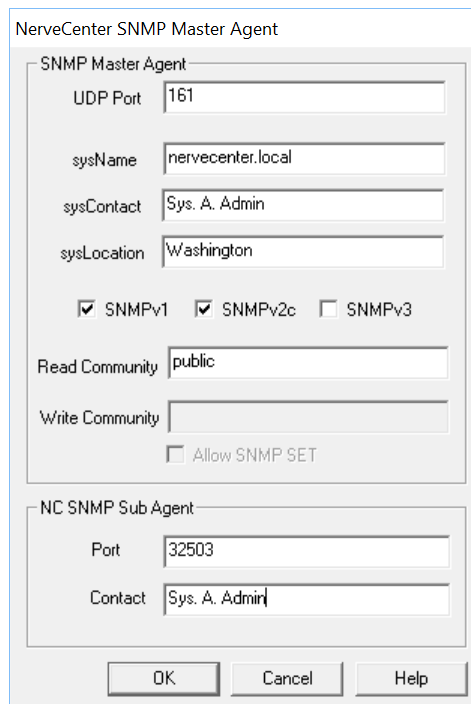 NerveCenter SNMP Master Agent
SNMP Master Agent
UDP Port 161
sysName nervecenter.local
sysContact Sys. A. Admin
sysLocation Washington
SNMPv1 SNMPv2c SNMPv3
Read Community public
Write Community
Allow SNMP SET
NC SNMP Sub Agent
Port 32503
Contact Sys. A. Admin
OK Cancel Help